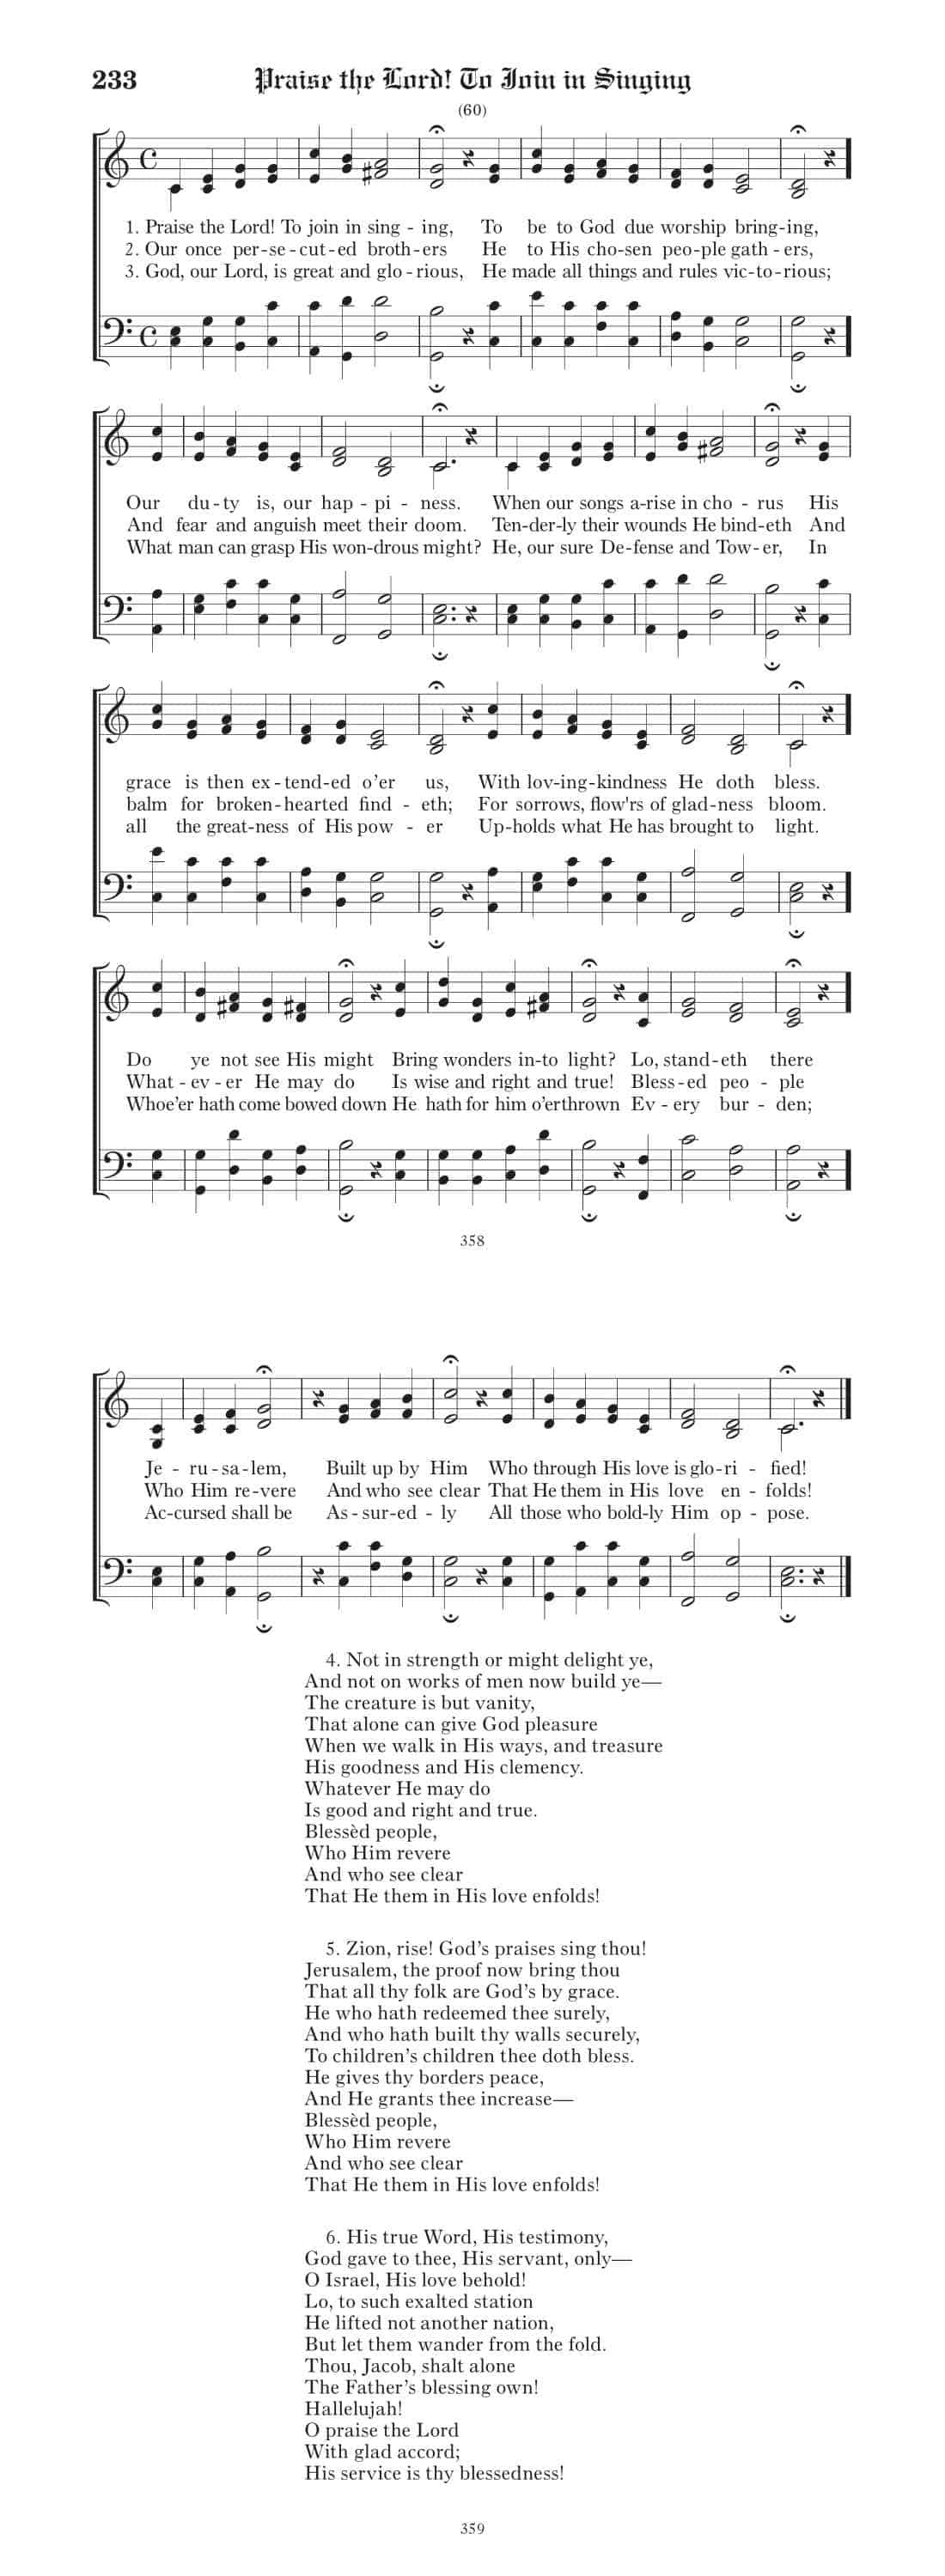 233 Praise the Lord! To Join in Singing
(60)
1. Praise the Lord! To join in sing - ing, To be to God due worship bring-ing,
2. Our once per-se-cut-ed broth-ers He to His cho-sen peo-ple gath-ers,
3. God, our Lord, is great and glo-rious, He made all things and rules vic-to-rious;
Our du-ty is, our hap-pi-ness. When our songs a-rise in cho-rus His
And fear and anguish meet their doom. Ten-der-ly their wounds He bind-eth And
What man can grasp His won-drous might? He, our sure De-fense and Tow-er, In
grace is then ex-tend-ed o'er us, With lov-ing-kindness He doth bless.
balm for broken-hearted find - eth; For sorrows, flow'rs of glad-ness bloom.
all the great-ness of His pow - er Up-holds what He has brought to light.
Do ye not see His might Bring wonders in-to light? Lo, stand-eth there
What-ev-er He may do Is wise and right and true! Bless-ed peo - ple
Whoe'er hath come bowed down He hath for him o'erthrown Ev-ery bur - den;
358
Je - ru-sa-lem, Built up by Him Who through His love is glo-ri - fied!
Who Him re-vere And who see clear That He them in His love en - folds!
Ac-cursed shall be As-sur-ed - ly All those who bold-ly Him op - pose.
4. Not in strength or might delight ye,
And not on works of men now build ye—
The creature is but vanity,
That alone can give God pleasure
When we walk in His ways, and treasure
His goodness and His clemency.
Whatever He may do
Is good and right and true.
Blessèd people,
Who Him revere
And who see clear
That He them in His love enfolds!
5. Zion, rise! God's praises sing thou!
Jerusalem, the proof now bring thou
That all thy folk are God's by grace.
He who hath redeemed thee surely,
And who hath built thy walls securely,
To children's children thee doth bless.
He gives thy borders peace,
And He grants thee increase—
Blessèd people,
Who Him revere
And who see clear
That He them in His love enfolds!
6. His true Word, His testimony,
God gave to thee, His servant, only—
O Israel, His love behold!
Lo, to such exalted station
He lifted not another nation,
But let them wander from the fold.
Thou, Jacob, shalt alone
The Father's blessing own!
Hallelujah!
O praise the Lord
With glad accord;
His service is thy blessedness!
359